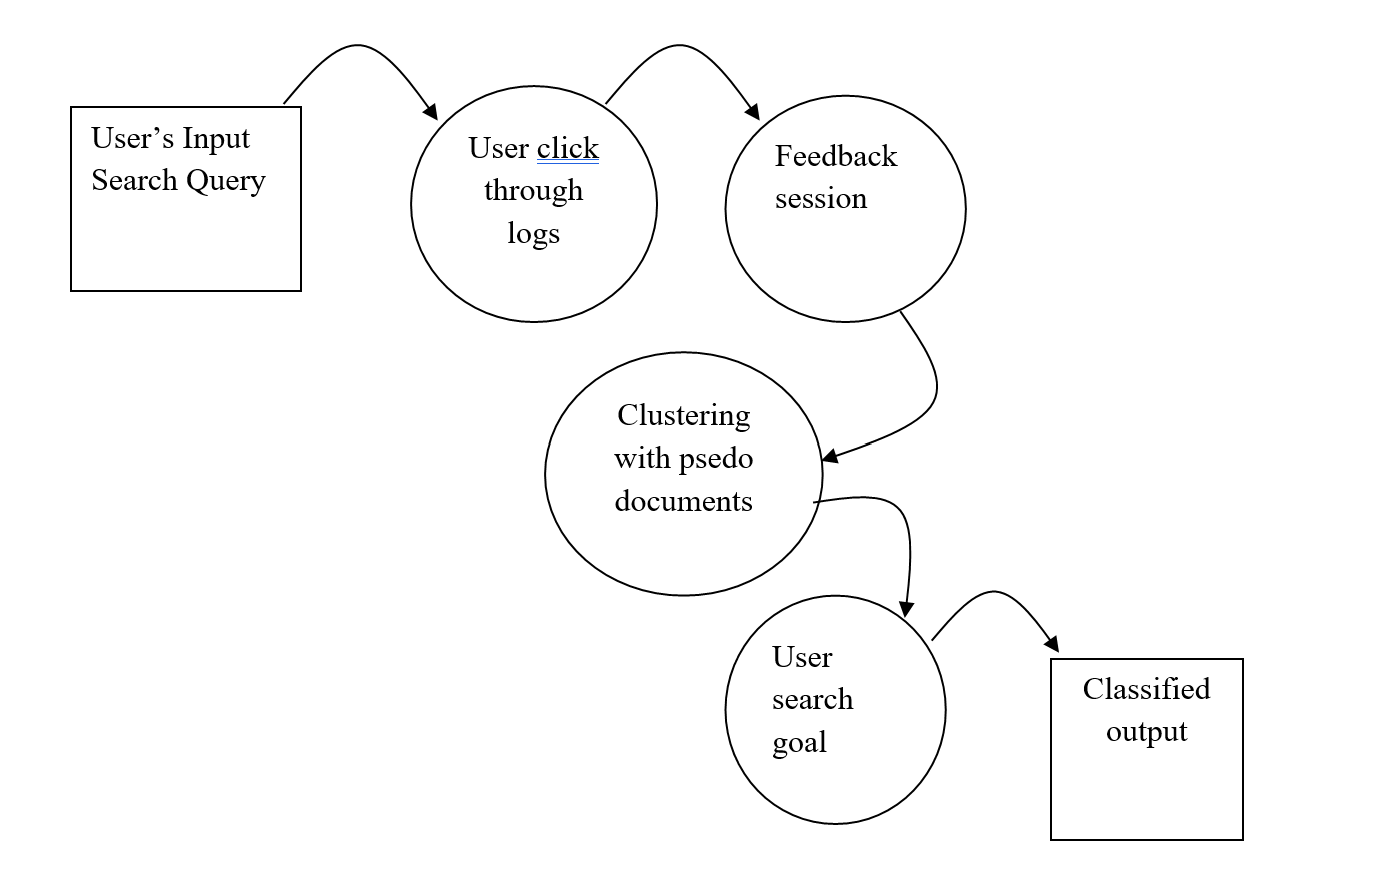 User’s Input
Search Query
User click
through
logs
Feedback
session
Clustering
with psedo
documents
User
search
goal
Classified
output